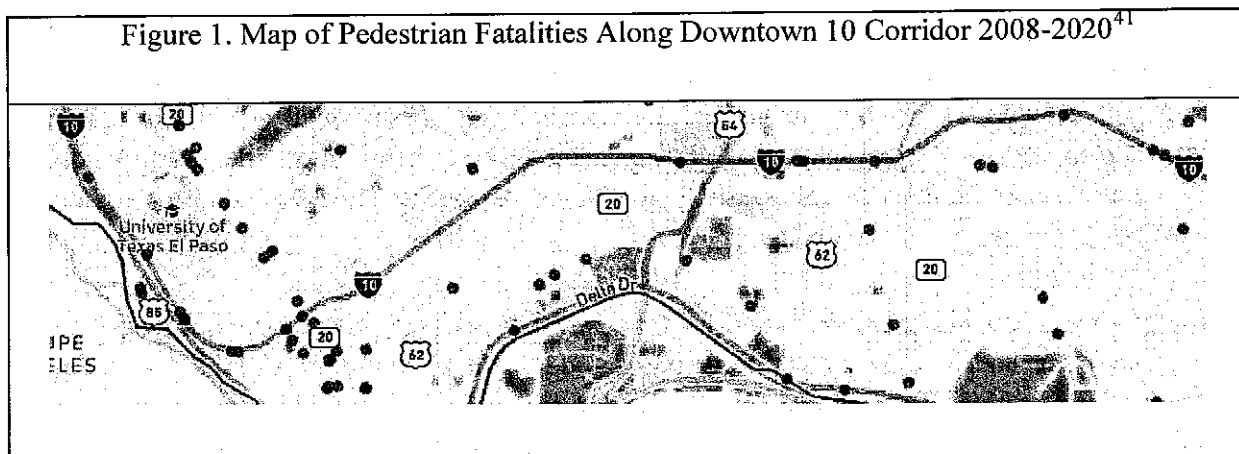 Figure 1. Map of Pedestrian Fatalities Along Downtown 10 Corridor 2008-2020⁴¹
20
10
54
10
10
20
University of
Texas El Paso
62
20
10
Delta Dr
85
20
62
IPE
ELES